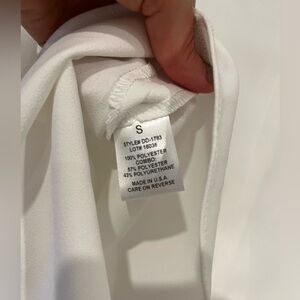 S
STYLE# DD-1793
LOT# 18036
100% POLYESTER
COMBO:
57% POLYESTER
43% POLYURETHANE
MADE IN U.S.A.
CARE ON REVERSE